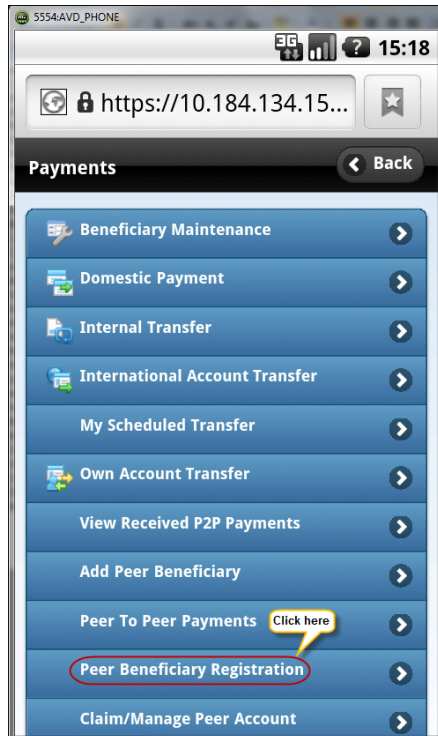 5554:AVD_PHONE
3G 15:18
https://10.184.134.15...
Payments
Back
Beneficiary Maintenance
Domestic Payment
Internal Transfer
International Account Transfer
My Scheduled Transfer
Own Account Transfer
View Received P2P Payments
Add Peer Beneficiary
Peer To Peer Payments
Click here
Peer Beneficiary Registration
Claim/Manage Peer Account